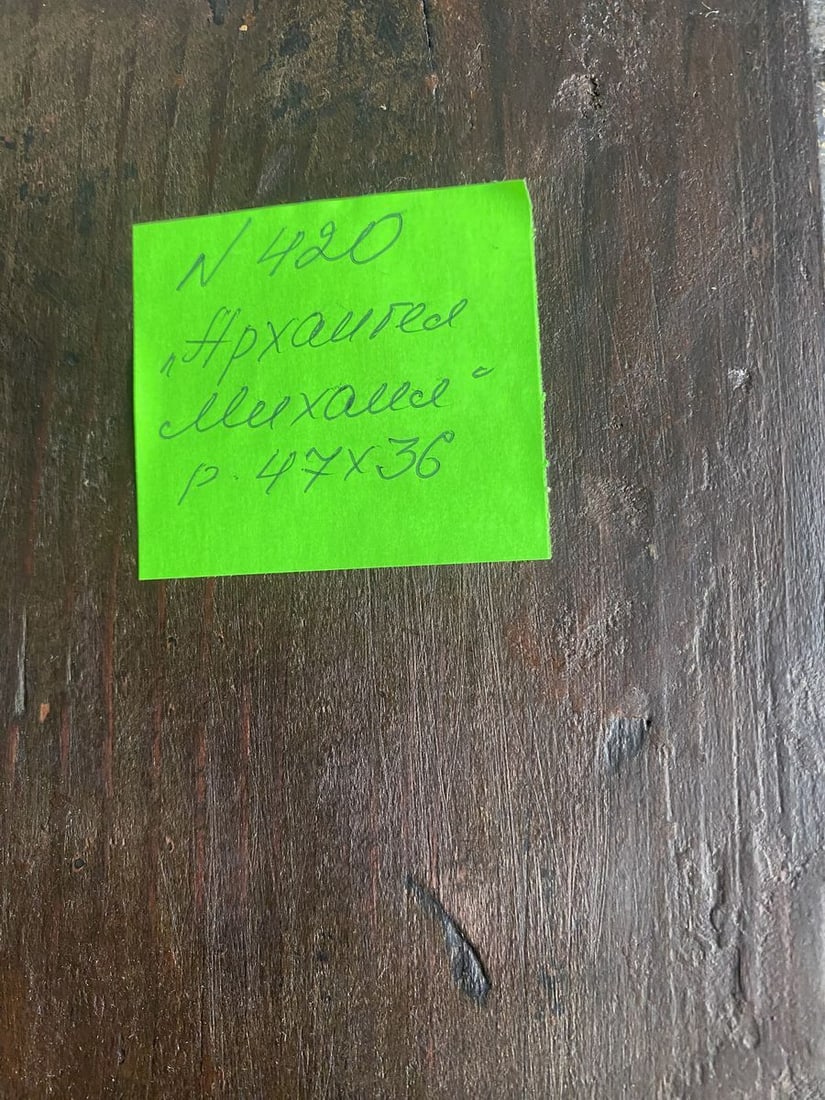 N 420
„Архангел
Михаил“
р. 47х36